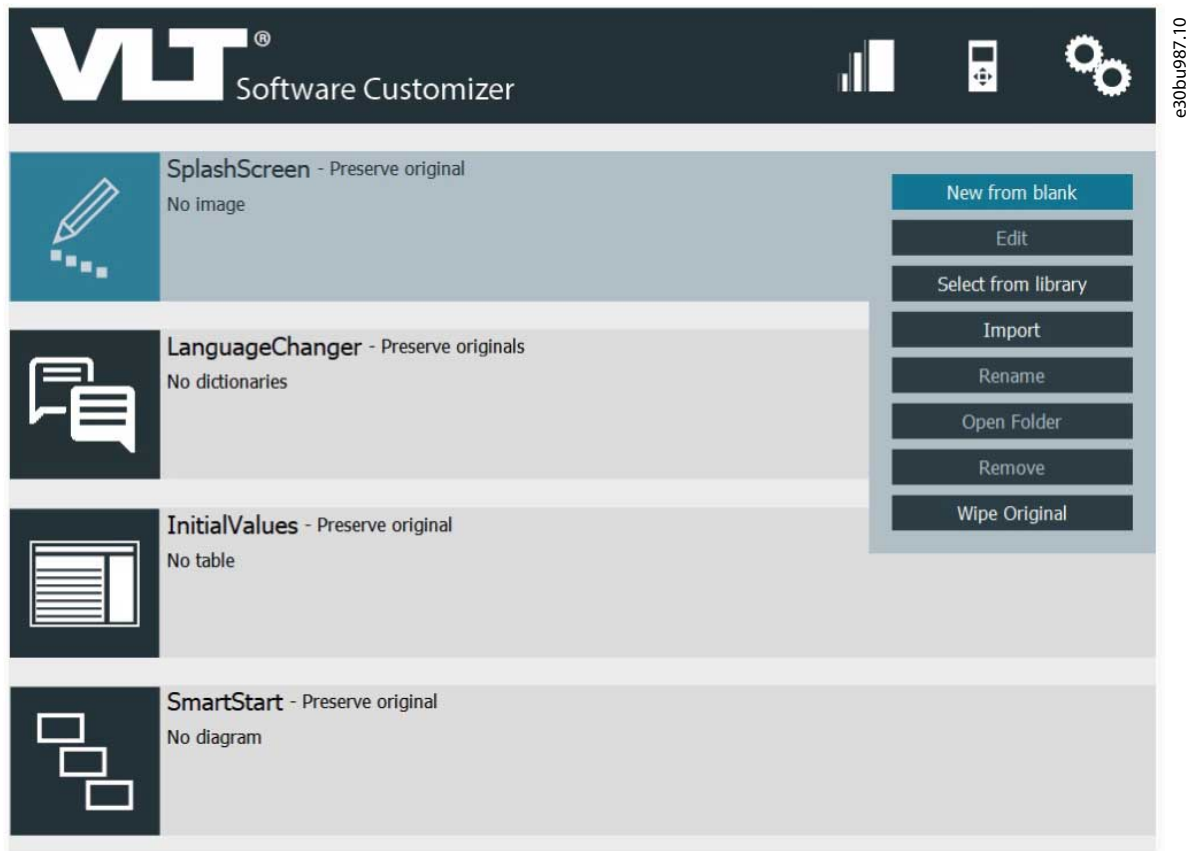 VLT®
Software Customizer
e30bu987.10
SplashScreen - Preserve original
No image
New from blank
Edit
Select from library
Import
Rename
Open Folder
Remove
Wipe Original
LanguageChanger - Preserve originals
No dictionaries
InitialValues - Preserve original
No table
SmartStart - Preserve original
No diagram